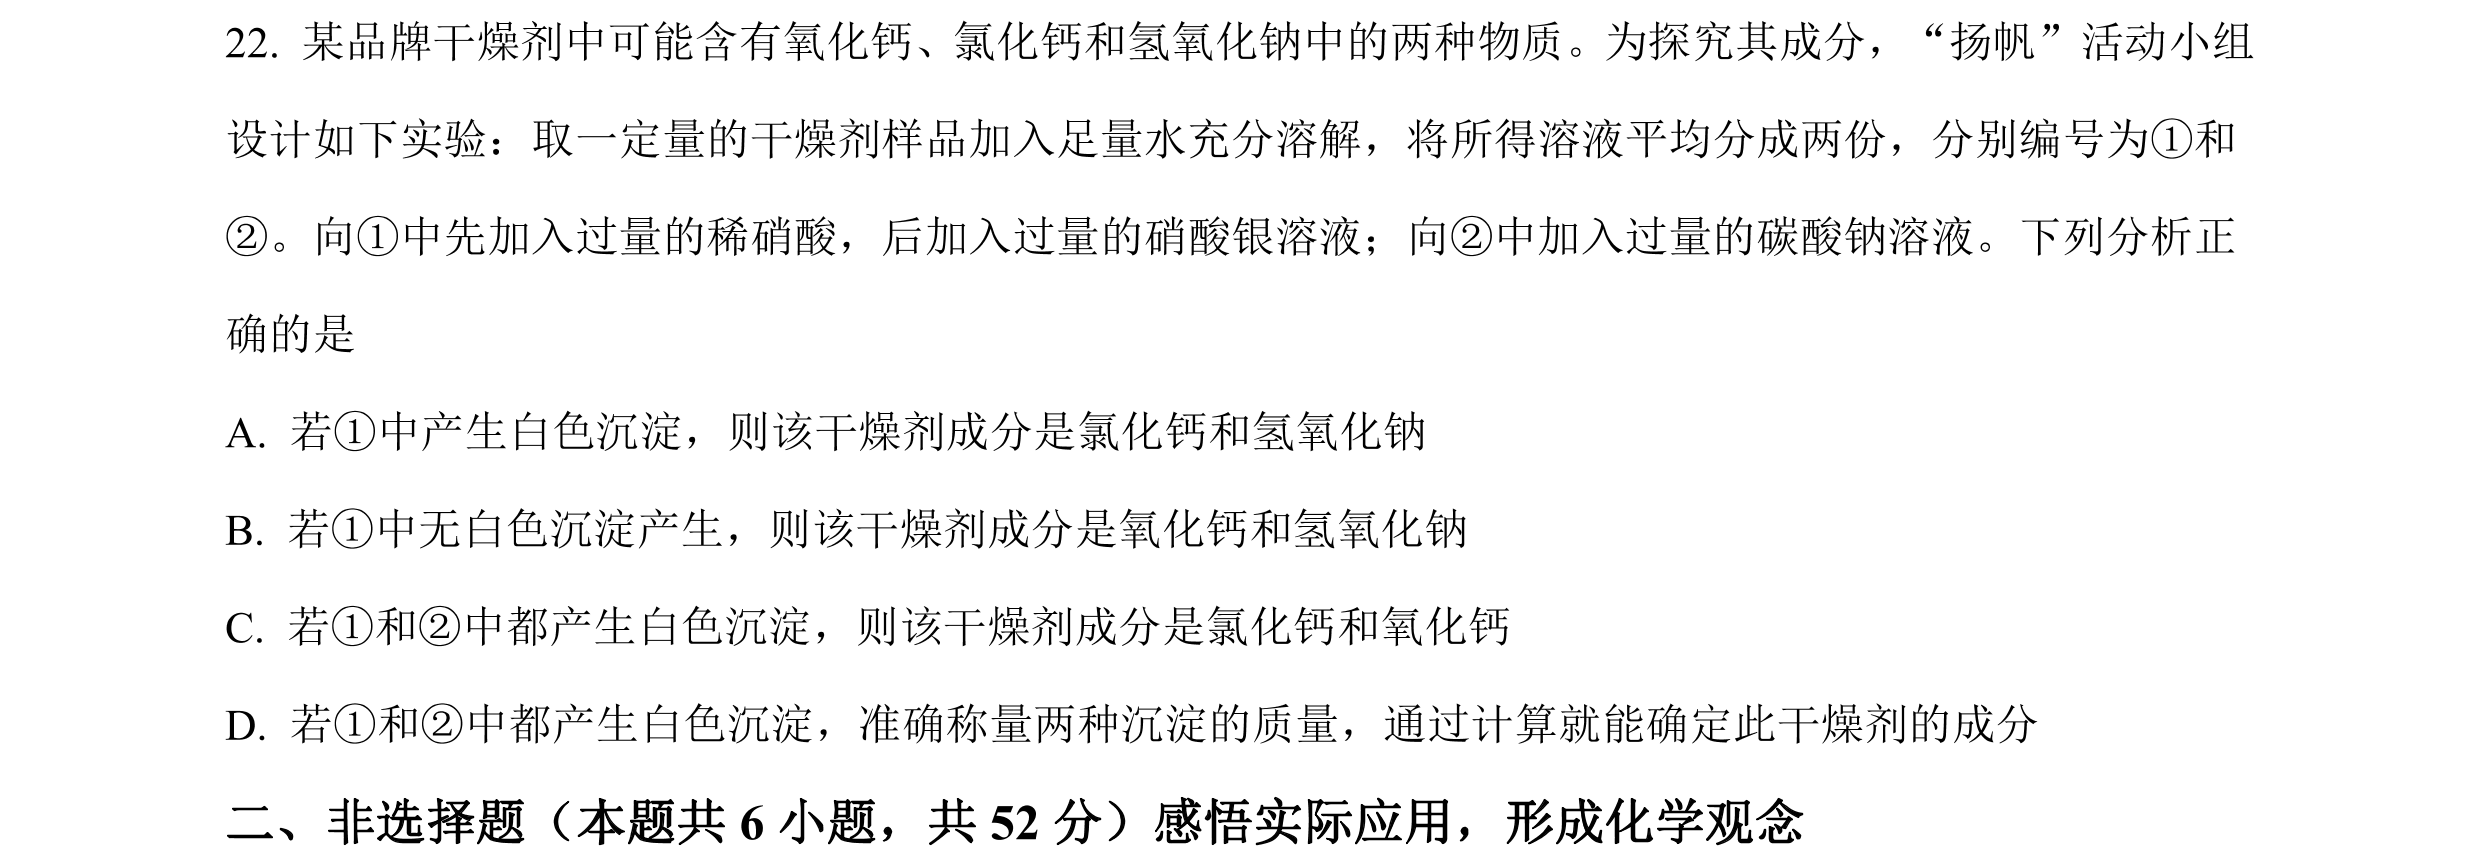 22. 某品牌干燥剂中可能含有氧化钙、氯化钙和氢氧化钠中的两种物质。为探究其成分，“扬帆”活动小组
设计如下实验：取一定量的干燥剂样品加入足量水充分溶解，将所得溶液平均分成两份，分别编号为①和
②。向①中先加入过量的稀硝酸，后加入过量的硝酸银溶液；向②中加入过量的碳酸钠溶液。下列分析正
确的是
A. 若①中产生白色沉淀，则该干燥剂成分是氯化钙和氢氧化钠
B. 若①中无白色沉淀产生，则该干燥剂成分是氧化钙和氢氧化钠
C. 若①和②中都产生白色沉淀，则该干燥剂成分是氯化钙和氧化钙
D. 若①和②中都产生白色沉淀，准确称量两种沉淀的质量，通过计算就能确定此干燥剂的成分
二、非选择题（本题共 6 小题，共 52 分）感悟实际应用，形成化学观念